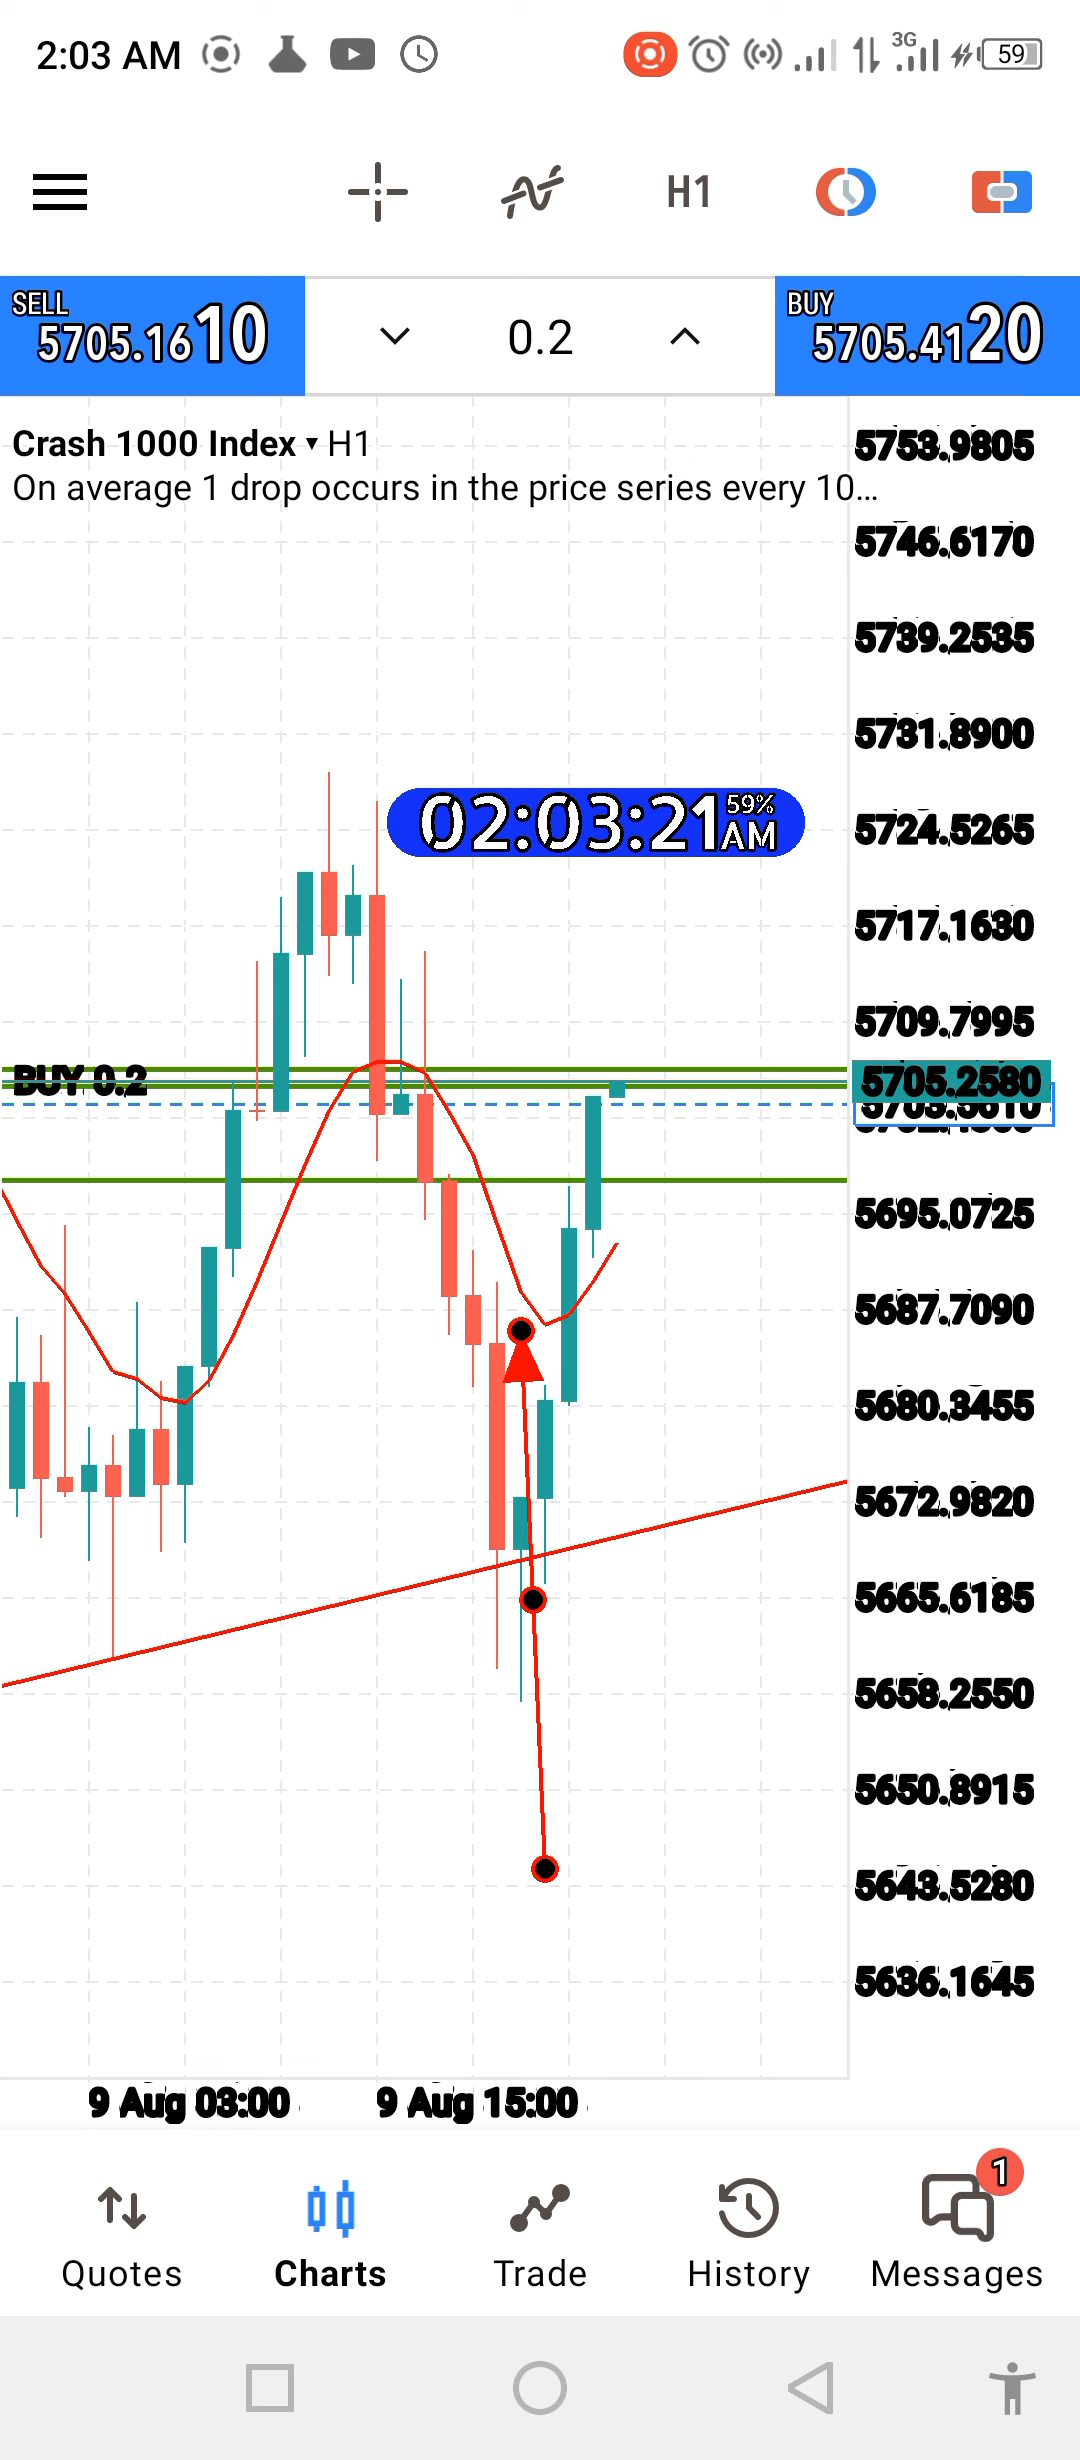 2:03 AM
3G
59
H1
SELL
5705.1610
0.2
BUY
5705.4120
Crash 1000 Index ▾ H1
On average 1 drop occurs in the price series every 10...
5753.9805
5746.6170
5739.2535
5731.8900
02:03:21 AM
59%
5724.5265
5717.1630
5709.7995
BUY 0.2
5705.2580
5695.0725
5687.7090
5680.3455
5672.9820
5665.6185
5658.2550
5650.8915
5643.5280
5636.1645
9 Aug 03:00
9 Aug 15:00
1
Quotes
Charts
Trade
History
Messages